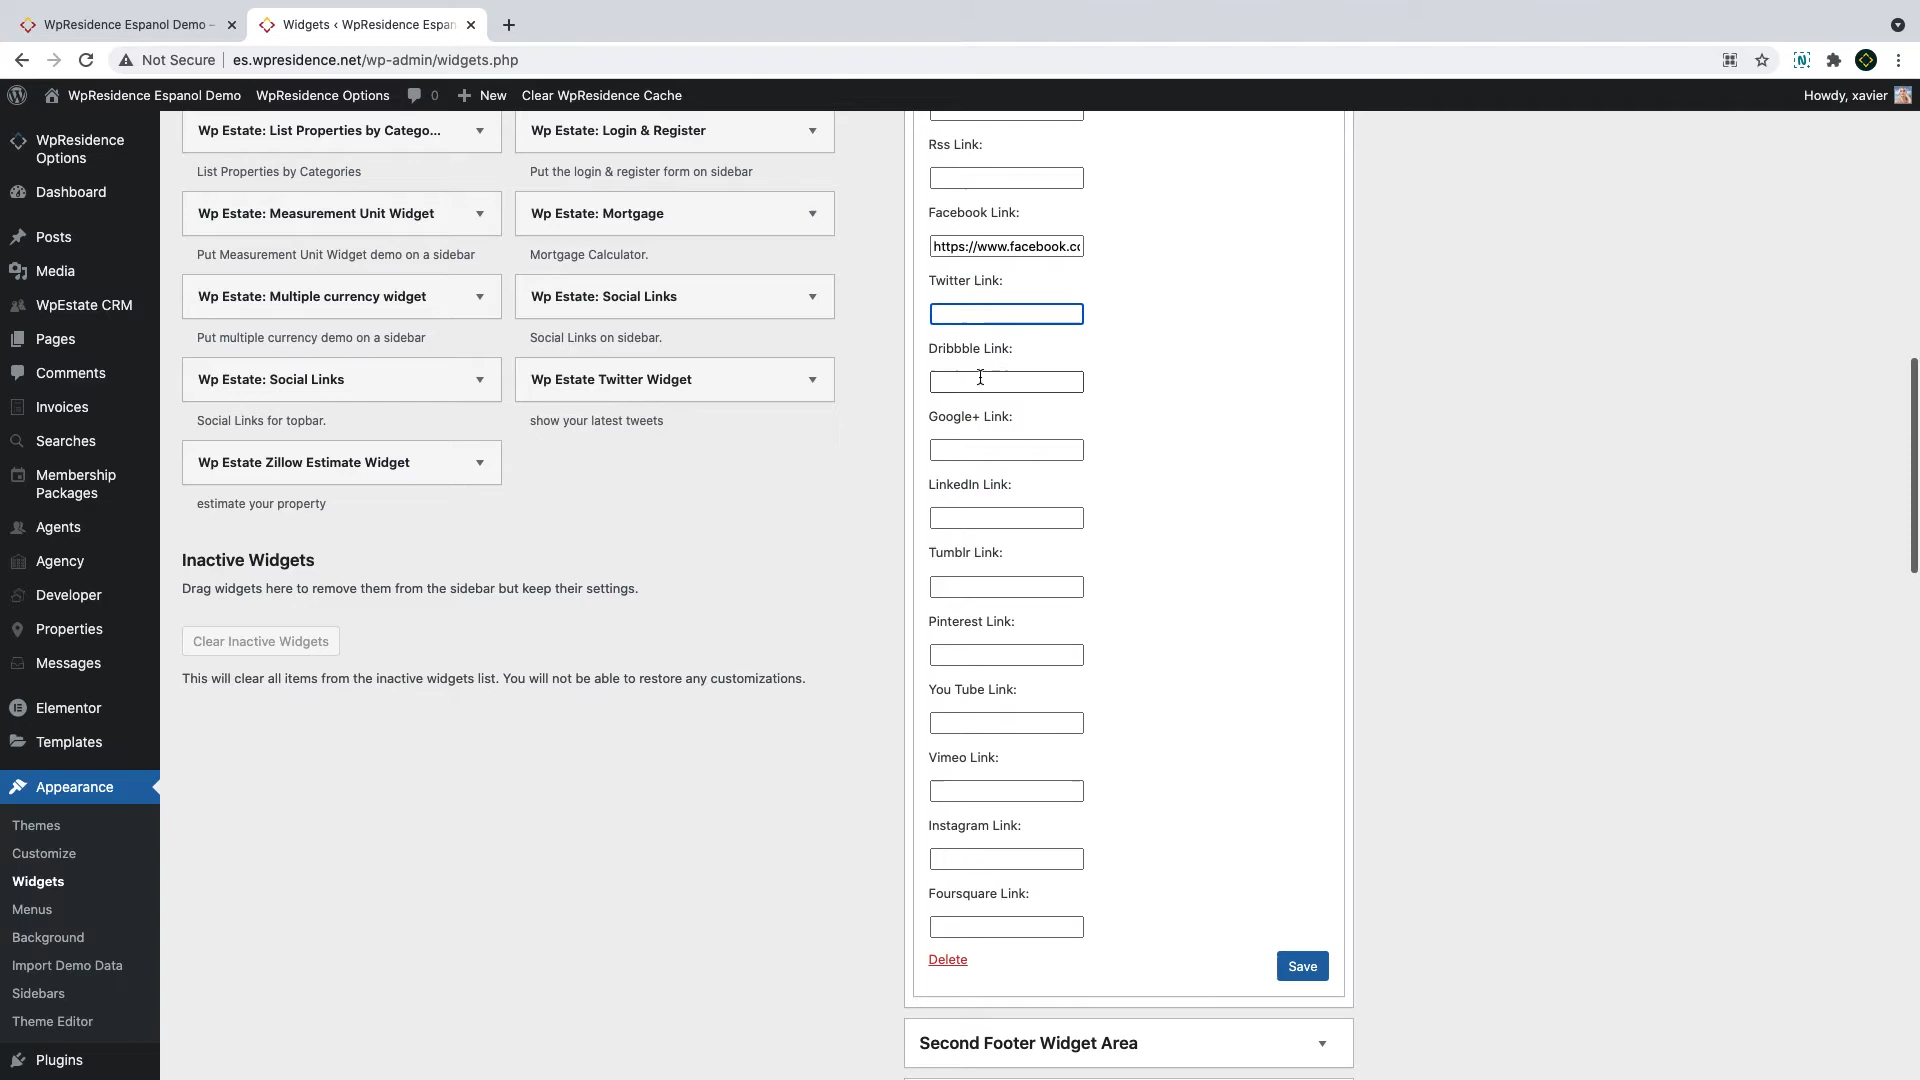 WpResidence Espanol Demo -
Widgets ‹ WpResidence Espan
Not Secure
es.wpresidence.net/wp-admin/widgets.php
WpResidence Espanol Demo
WpResidence Options
0
New
Clear WpResidence Cache
Howdy, xavier
WpResidence
Options
Dashboard
Posts
Media
WpEstate CRM
Pages
Comments
Invoices
Searches
Membership
Packages
Agents
Agency
Developer
Properties
Messages
Elementor
Templates
Appearance
Themes
Customize
Widgets
Menus
Background
Import Demo Data
Sidebars
Theme Editor
Plugins
Wp Estate: List Properties by Catego...
List Properties by Categories
Wp Estate: Login & Register
Put the login & register form on sidebar
Wp Estate: Measurement Unit Widget
Put Measurement Unit Widget demo on a sidebar
Wp Estate: Mortgage
Mortgage Calculator.
Wp Estate: Multiple currency widget
Put multiple currency demo on a sidebar
Wp Estate: Social Links
Social Links on sidebar.
Wp Estate: Social Links
Social Links for topbar.
Wp Estate Twitter Widget
show your latest tweets
Wp Estate Zillow Estimate Widget
estimate your property
Inactive Widgets
Drag widgets here to remove them from the sidebar but keep their settings.
Clear Inactive Widgets
This will clear all items from the inactive widgets list. You will not be able to restore any customizations.
Rss Link:
Facebook Link:
https://www.facebook.co
Twitter Link:
Dribbble Link:
Google+ Link:
LinkedIn Link:
Tumblr Link:
Pinterest Link:
You Tube Link:
Vimeo Link:
Instagram Link:
Foursquare Link:
Delete
Save
Second Footer Widget Area